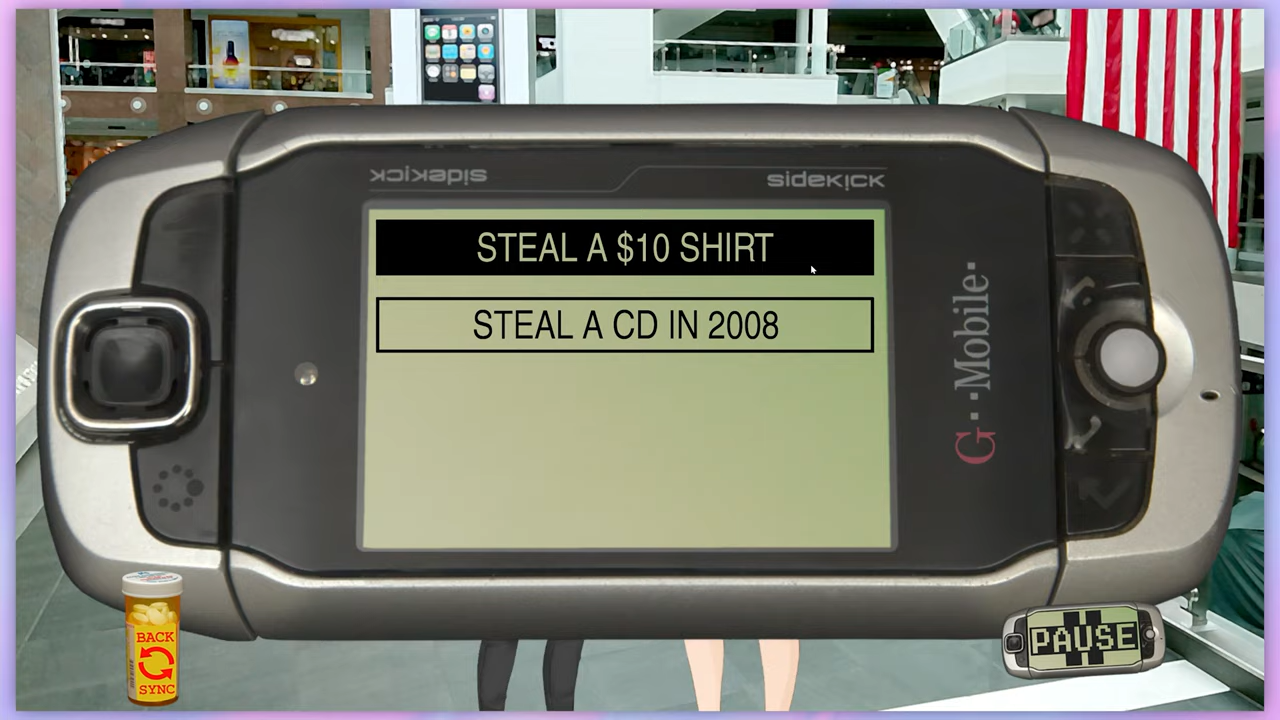 sidekick
sidekick
STEAL A $10 SHIRT
STEAL A CD IN 2008
G··Mobile·
BACK
SYNC
PAUSE